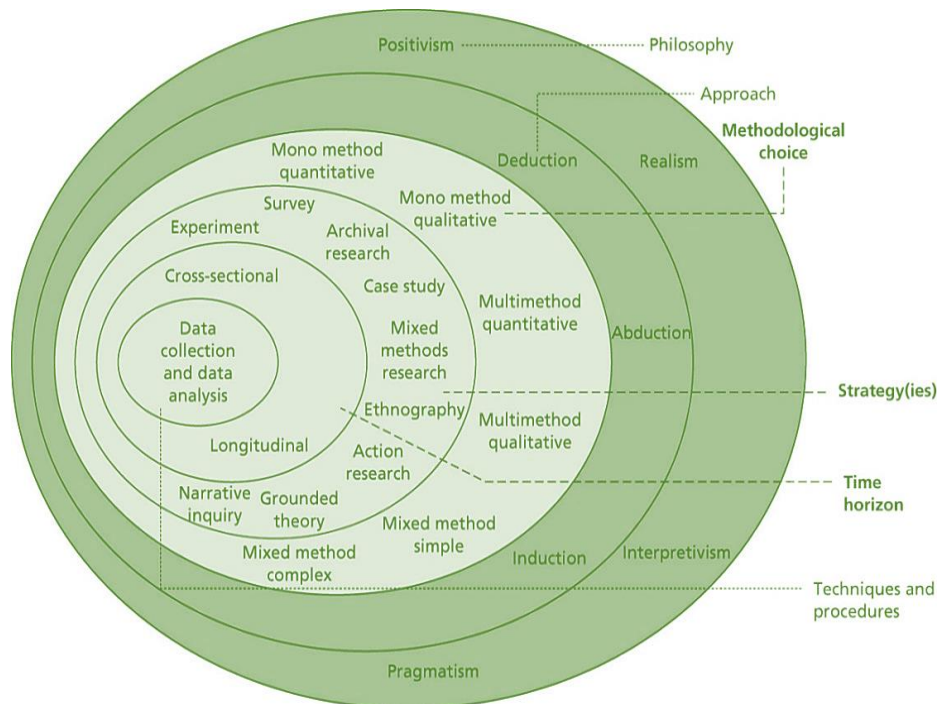 Positivism
Philosophy
Approach
Methodological
choice
Mono method
quantitative
Deduction
Realism
Mono method
qualitative
Survey
Experiment
Archival
research
Cross-sectional
Case study
Multimethod
quantitative
Data
collection
and data
analysis
Mixed
methods
research
Abduction
Strategy(ies)
Ethnography
Multimethod
qualitative
Longitudinal
Action
research
Time
horizon
Narrative
inquiry
Grounded
theory
Mixed method
simple
Mixed method
complex
Induction
Interpretivism
Techniques and
procedures
Pragmatism